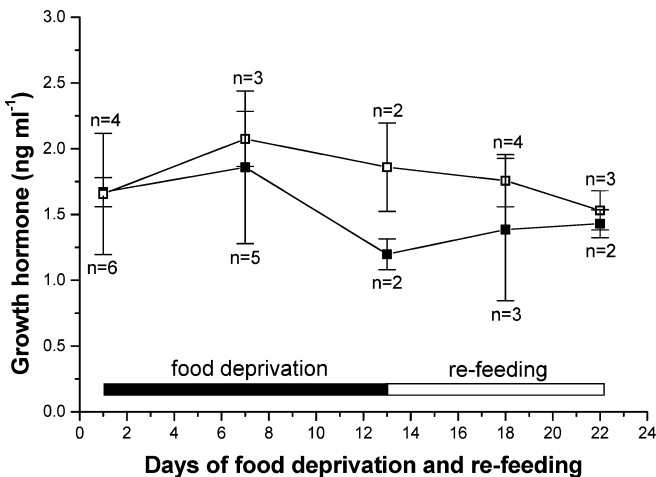 3.0
2.5
2.0
1.5
1.0
0.5
0.0
Growth hormone (ng ml⁻¹)
n=4
n=3
n=2
n=4
n=3
n=6
n=5
n=2
n=3
n=2
food deprivation
re-feeding
0 2 4 6 8 10 12 14 16 18 20 22 24
Days of food deprivation and re-feeding